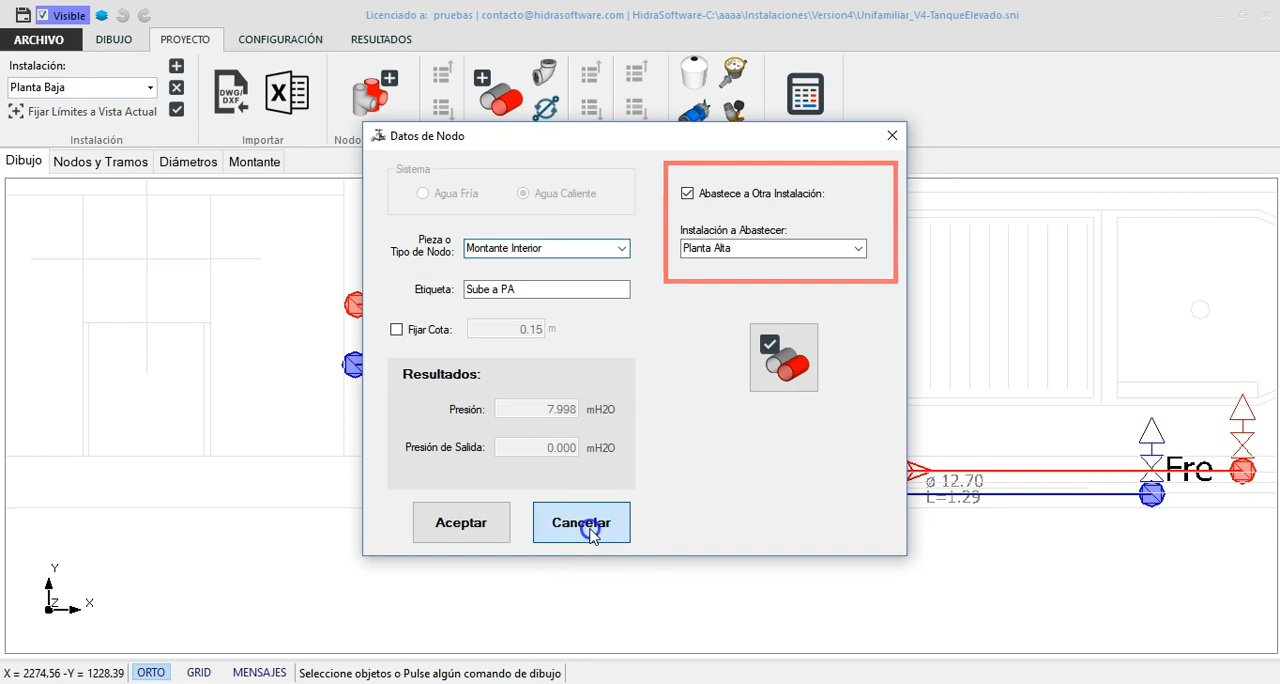 Visible
Licenciado a: pruebas | contacto@hidrasoftware.com | HidraSoftware-C:\aaaa\Instalaciones\Version4\Unifamiliar_V4-TanqueElevado.sni
ARCHIVO DIBUJO PROYECTO CONFIGURACIÓN RESULTADOS
Instalación:
Planta Baja
Fijar Límites a Vista Actual
DWG/
DXF
Instalación Importar Nodo
Dibujo Nodos y Tramos Diámetros Montante
Datos de Nodo
Sistema
Agua Fría Agua Caliente
Abastece a Otra Instalación:
Pieza o
Tipo de Nodo:
Montante Interior
Instalación a Abastecer:
Planta Alta
Etiqueta: Sube a PA
Fijar Cota: 0.15 m
Resultados:
Presión: 7.998 mH2O
Presión de Salida: 0.000 mH2O
Aceptar Cancelar
Fre
ø 12.70
L=1.29
Y
Z X
X = 2274.56 -Y = 1228.39 ORTO GRID MENSAJES Seleccione objetos o Pulse algún comando de dibujo